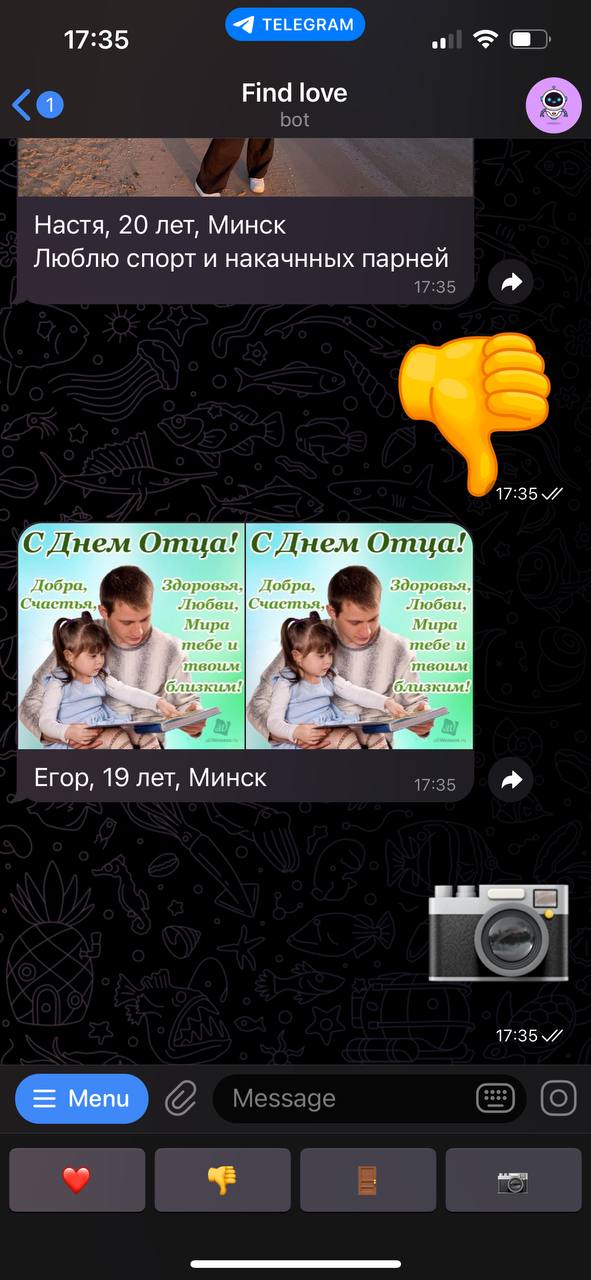 17:35
TELEGRAM
1
Find love
bot
Настя, 20 лет, Минск
Люблю спорт и накачнных парней
17:35
17:35
С Днем Отца!
Добра,
Счастья,
Здоровья,
Любви,
Мира
тебе и
твоим
близким!
С Днем Отца!
Добра,
Счастья,
Здоровья,
Любви,
Мира
тебе и
твоим
близким!
Егор, 19 лет, Минск
17:35
17:35
Menu
Message